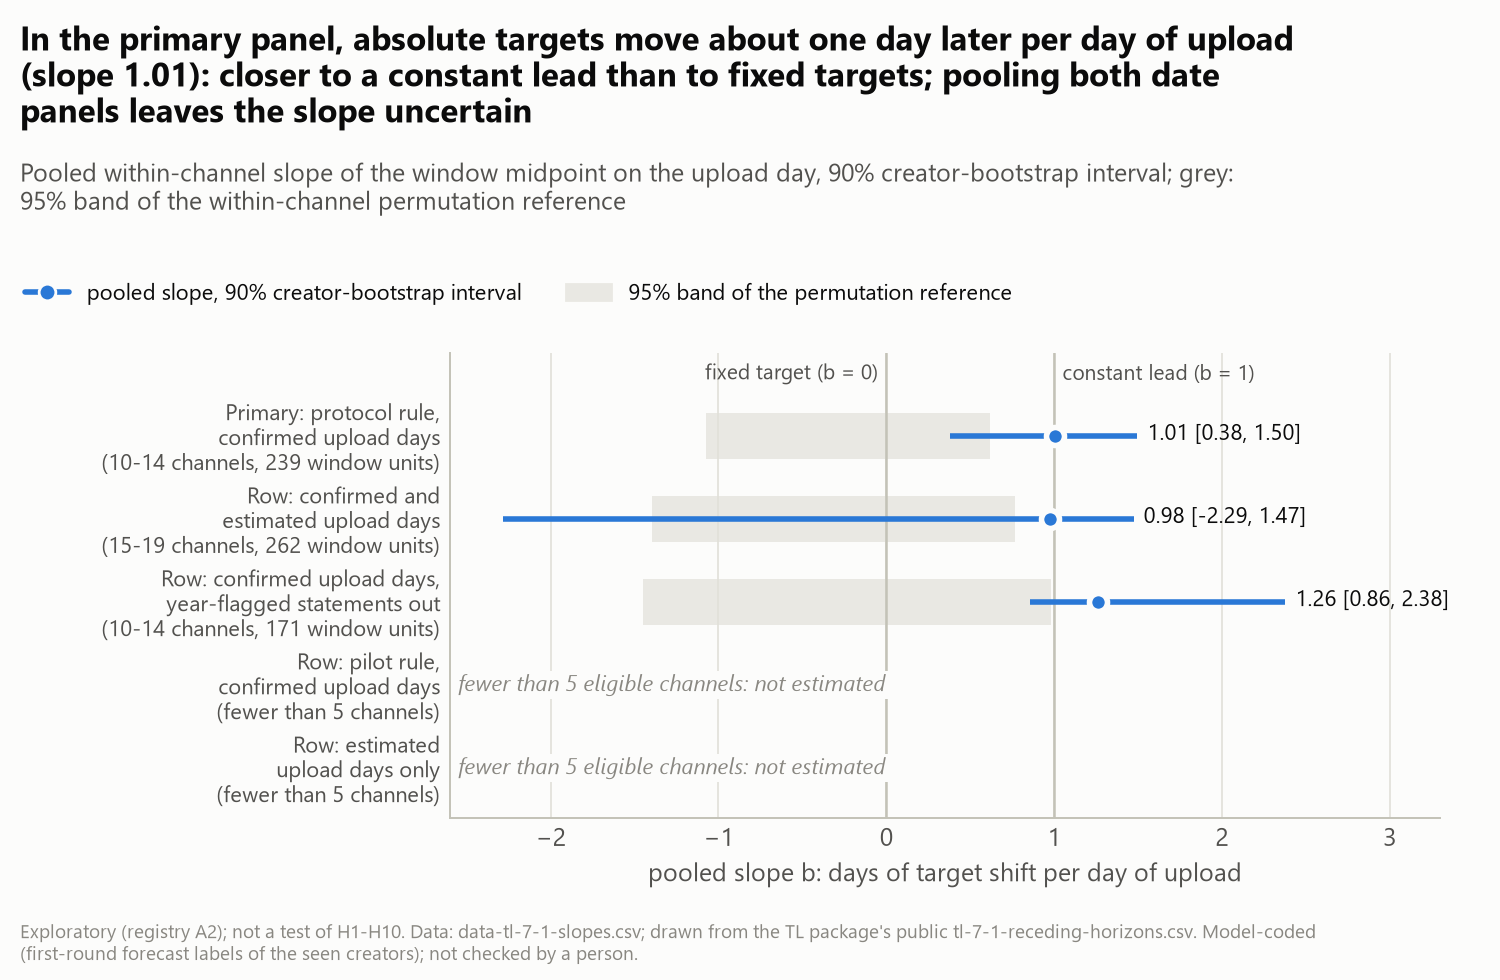 In the primary panel, absolute targets move about one day later per day of upload
(slope 1.01): closer to a constant lead than to fixed targets; pooling both date
panels leaves the slope uncertain
Pooled within-channel slope of the window midpoint on the upload day, 90% creator-bootstrap interval; grey:
95% band of the within-channel permutation reference
pooled slope, 90% creator-bootstrap interval
95% band of the permutation reference
fixed target (b = 0)
constant lead (b = 1)
Primary: protocol rule,
confirmed upload days
(10-14 channels, 239 window units)
1.01 [0.38, 1.50]
Row: confirmed and
estimated upload days
(15-19 channels, 262 window units)
0.98 [-2.29, 1.47]
Row: confirmed upload days,
year-flagged statements out
(10-14 channels, 171 window units)
1.26 [0.86, 2.38]
Row: pilot rule,
confirmed upload days
(fewer than 5 channels)
fewer than 5 eligible channels: not estimated
Row: estimated
upload days only
(fewer than 5 channels)
fewer than 5 eligible channels: not estimated
−2 −1 0 1 2 3
pooled slope b: days of target shift per day of upload
Exploratory (registry A2); not a test of H1-H10. Data: data-tl-7-1-slopes.csv; drawn from the TL package's public tl-7-1-receding-horizons.csv. Model-coded
(first-round forecast labels of the seen creators); not checked by a person.